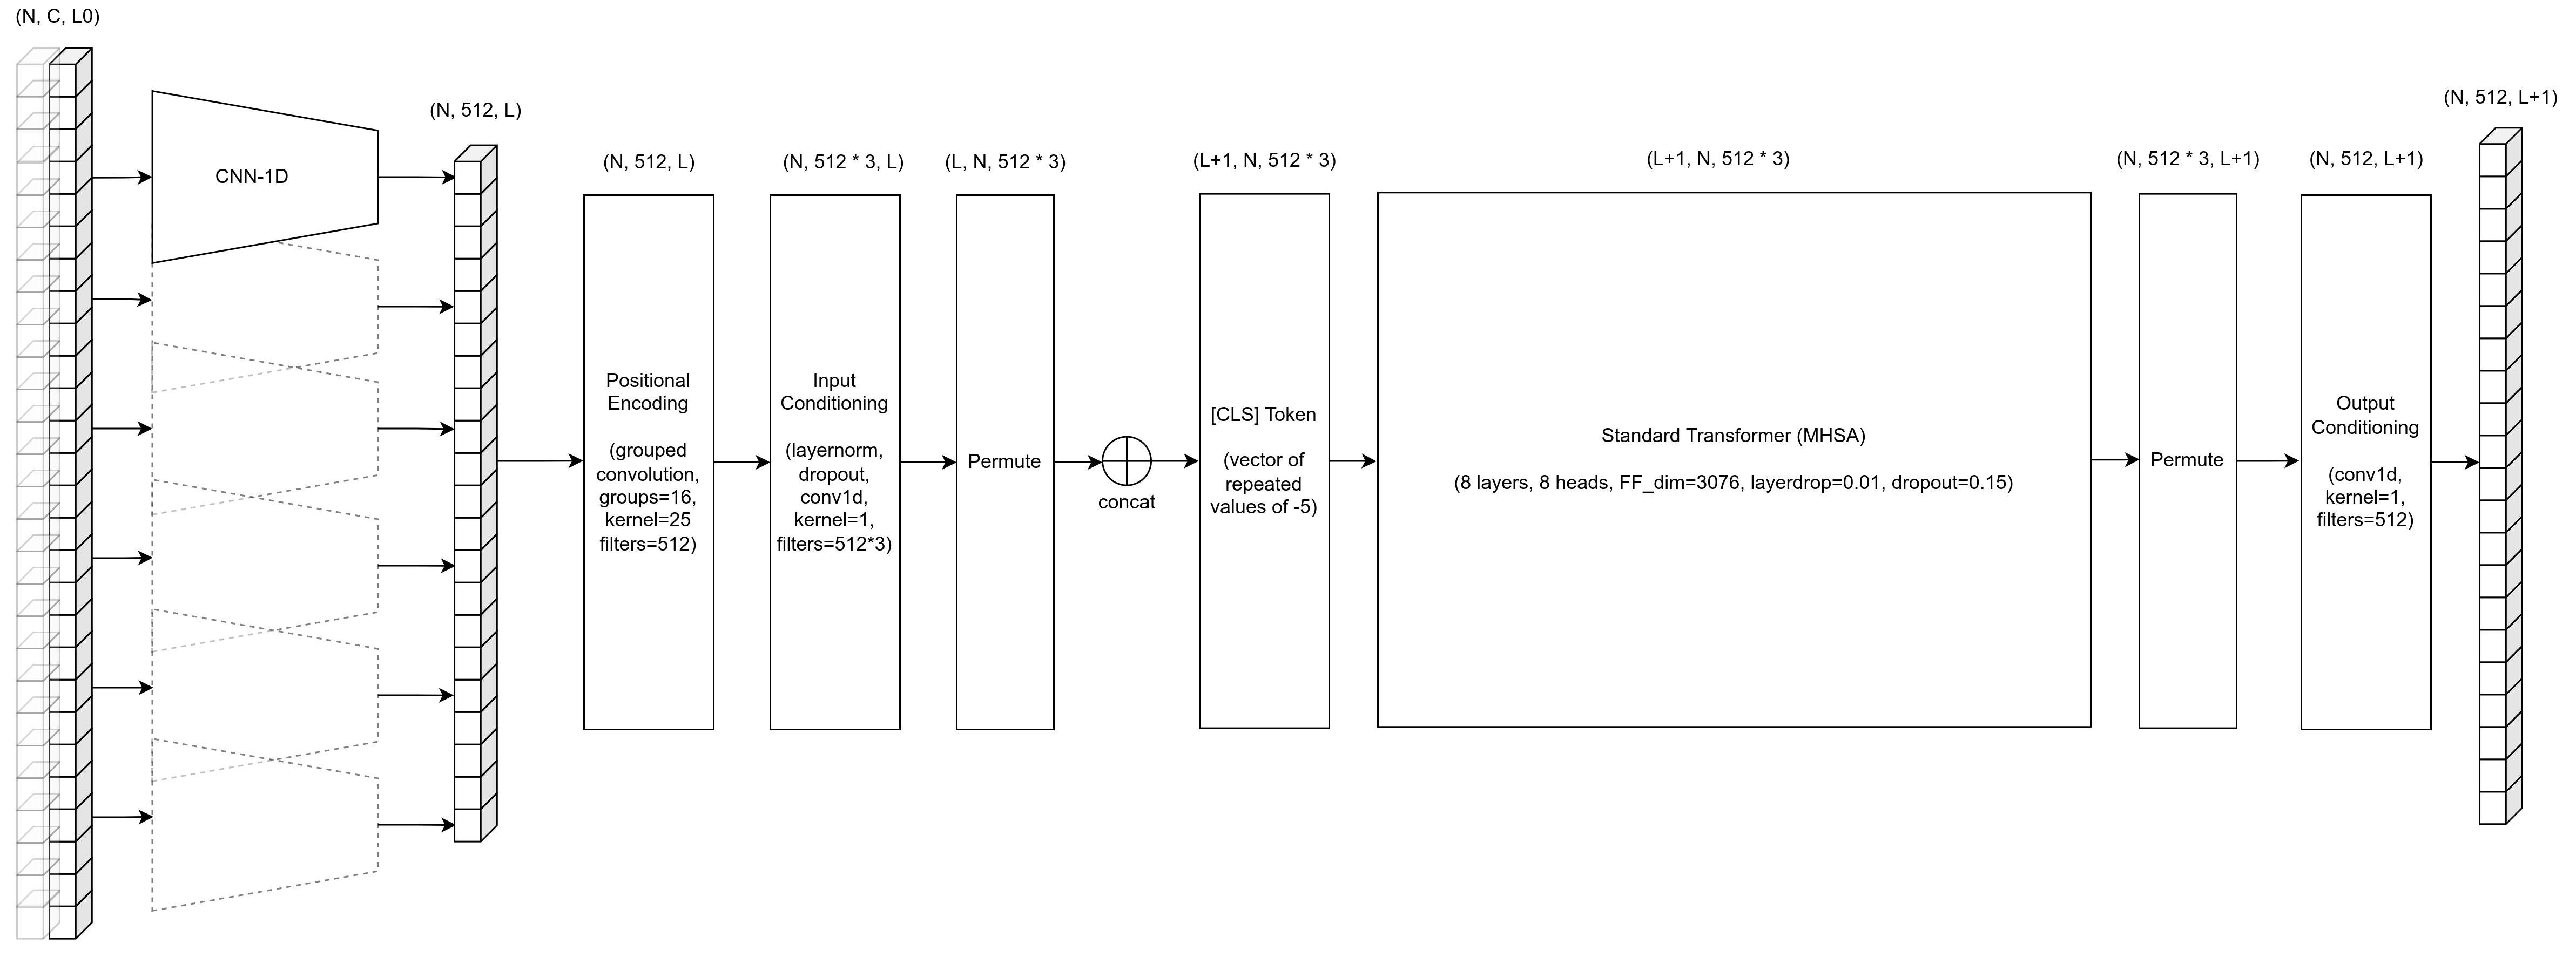 (N, C, L0)
CNN-1D
(N, 512, L)
(N, 512, L)
Positional
Encoding
(grouped
convolution,
groups=16,
kernel=25
filters=512)
(N, 512 * 3, L)
Input
Conditioning
(layernorm,
dropout,
conv1d,
kernel=1,
filters=512*3)
(L, N, 512 * 3)
Permute
concat
(L+1, N, 512 * 3)
[CLS] Token
(vector of
repeated
values of -5)
(L+1, N, 512 * 3)
Standard Transformer (MHSA)
(8 layers, 8 heads, FF_dim=3076, layerdrop=0.01, dropout=0.15)
(N, 512 * 3, L+1)
Permute
(N, 512, L+1)
Output
Conditioning
(conv1d,
kernel=1,
filters=512)
(N, 512, L+1)